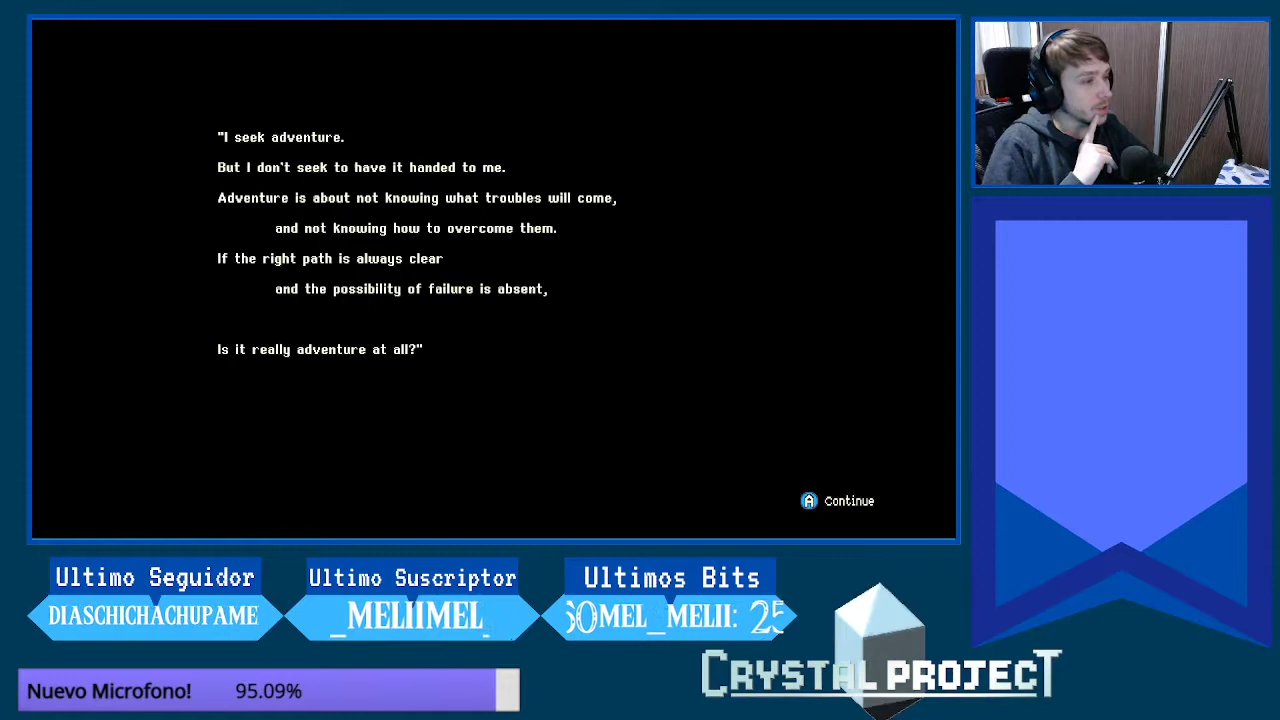 "I seek adventure.
But I don't seek to have it handed to me.
Adventure is about not knowing what troubles will come,
and not knowing how to overcome them.
If the right path is always clear
and the possibility of failure is absent,
Is it really adventure at all?"
A Continue
Ultimo Seguidor
DIASCHICHACHUPAME
Ultimo Suscriptor
_MELIIMEL_
Ultimos Bits
MEL_MELII: 25
Nuevo Microfono! 95.09%
CRYSTAL PROJECT